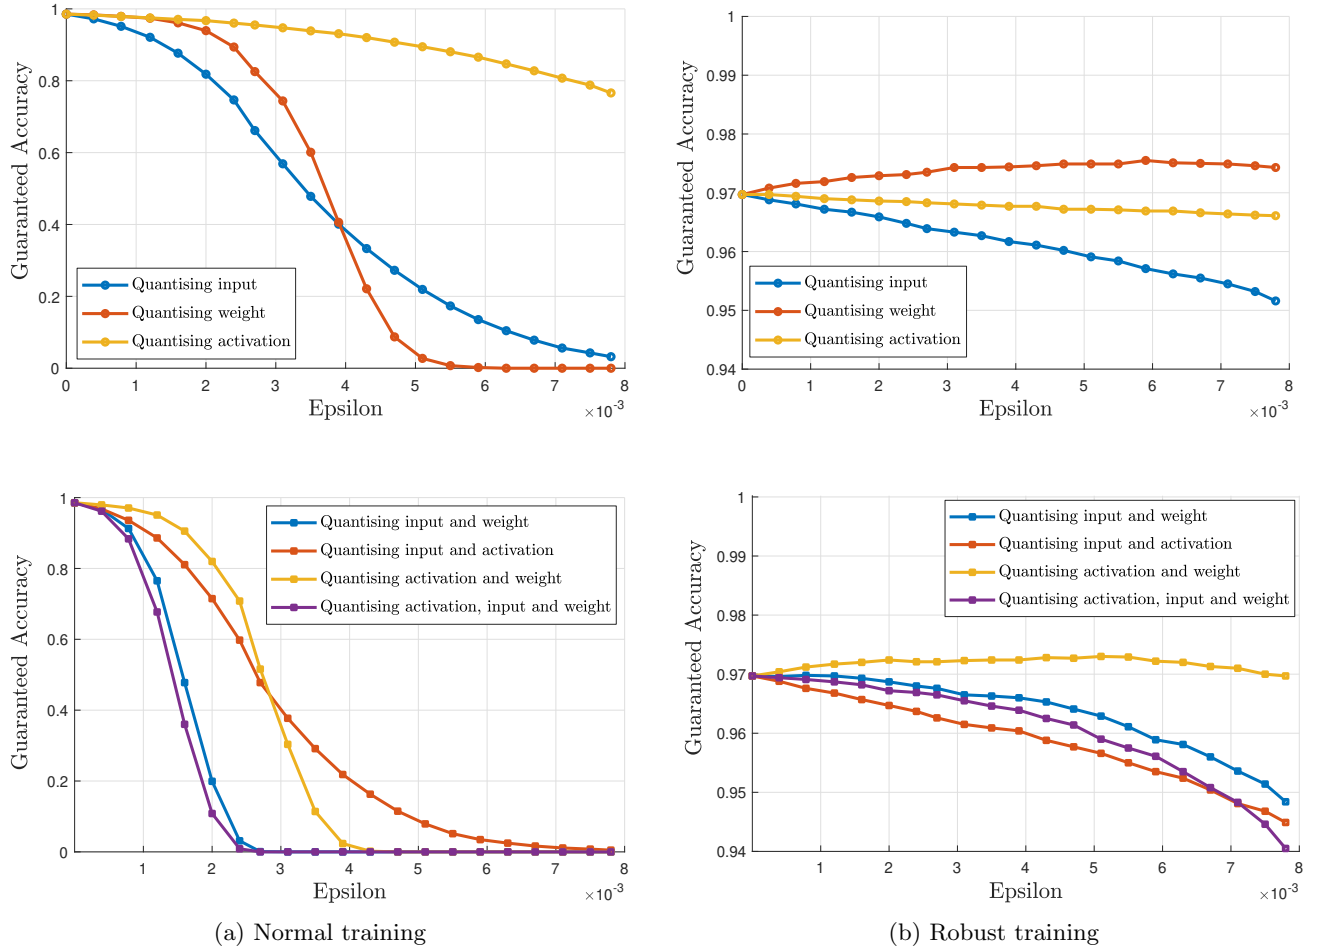 1
0.8
0.6
0.4
0.2
0
Guaranteed Accuracy
Quantising input
Quantising weight
Quantising activation
0 1 2 3 4 5 6 7 8
Epsilon
×10-3
1
0.99
0.98
0.97
0.96
0.95
0.94
Guaranteed Accuracy
Quantising input
Quantising weight
Quantising activation
0 1 2 3 4 5 6 7 8
Epsilon
×10-3
1
0.8
0.6
0.4
0.2
0
Guaranteed Accuracy
Quantising input and weight
Quantising input and activation
Quantising activation and weight
Quantising activation, input and weight
1 2 3 4 5 6 7 8
Epsilon
×10-3
(a) Normal training
1
0.99
0.98
0.97
0.96
0.95
0.94
Guaranteed Accuracy
Quantising input and weight
Quantising input and activation
Quantising activation and weight
Quantising activation, input and weight
1 2 3 4 5 6 7 8
Epsilon
×10-3
(b) Robust training